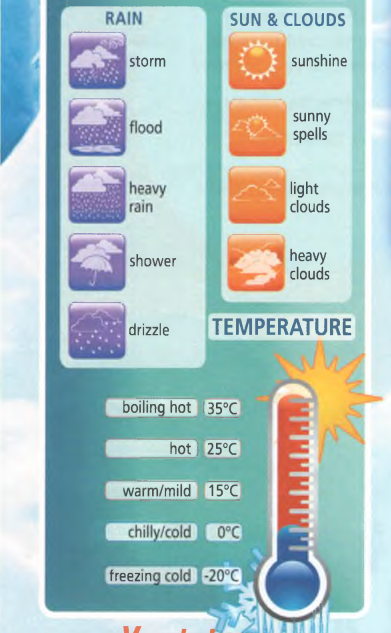 RAIN
storm
flood
heavy
rain
shower
drizzle
SUN & CLOUDS
sunshine
sunny
spells
light
clouds
heavy
clouds
TEMPERATURE
boiling hot 35°C
hot 25°C
warm/mild 15°C
chilly/cold 0°C
freezing cold -20°C